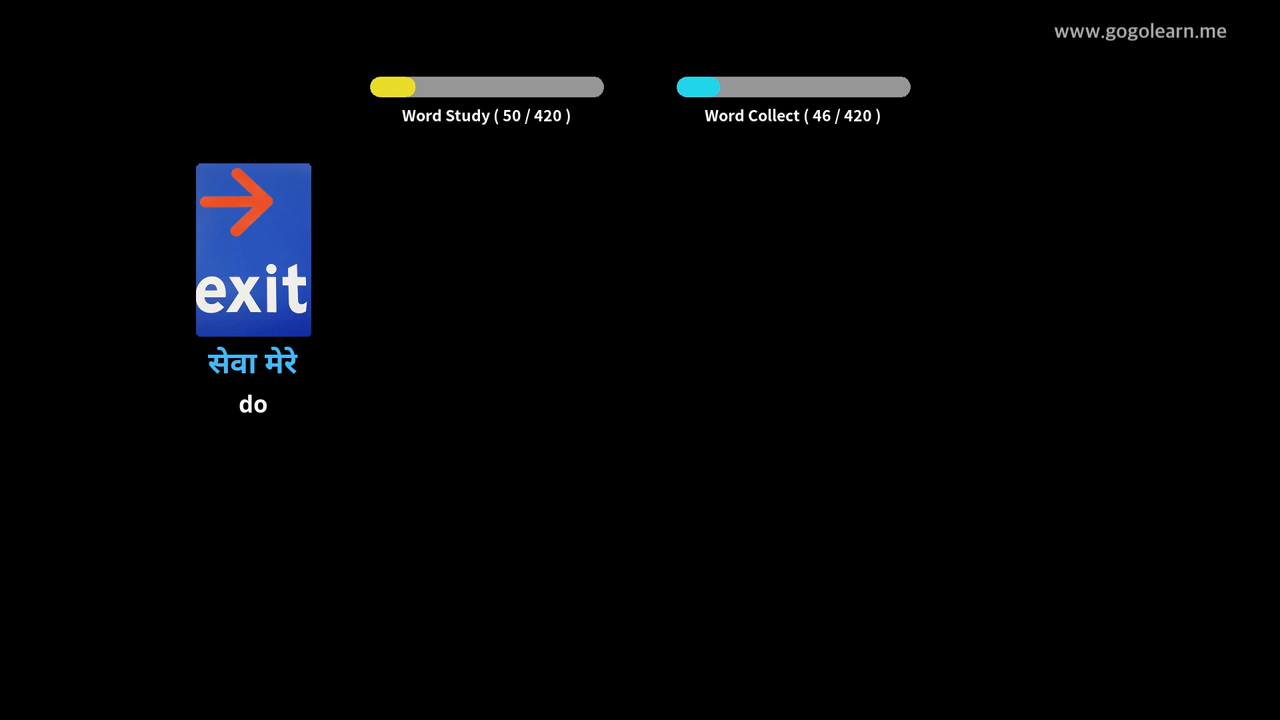 www.gogolearn.me
Word Study ( 50 / 420 )
Word Collect ( 46 / 420 )
exit
सेवा मेरे
do